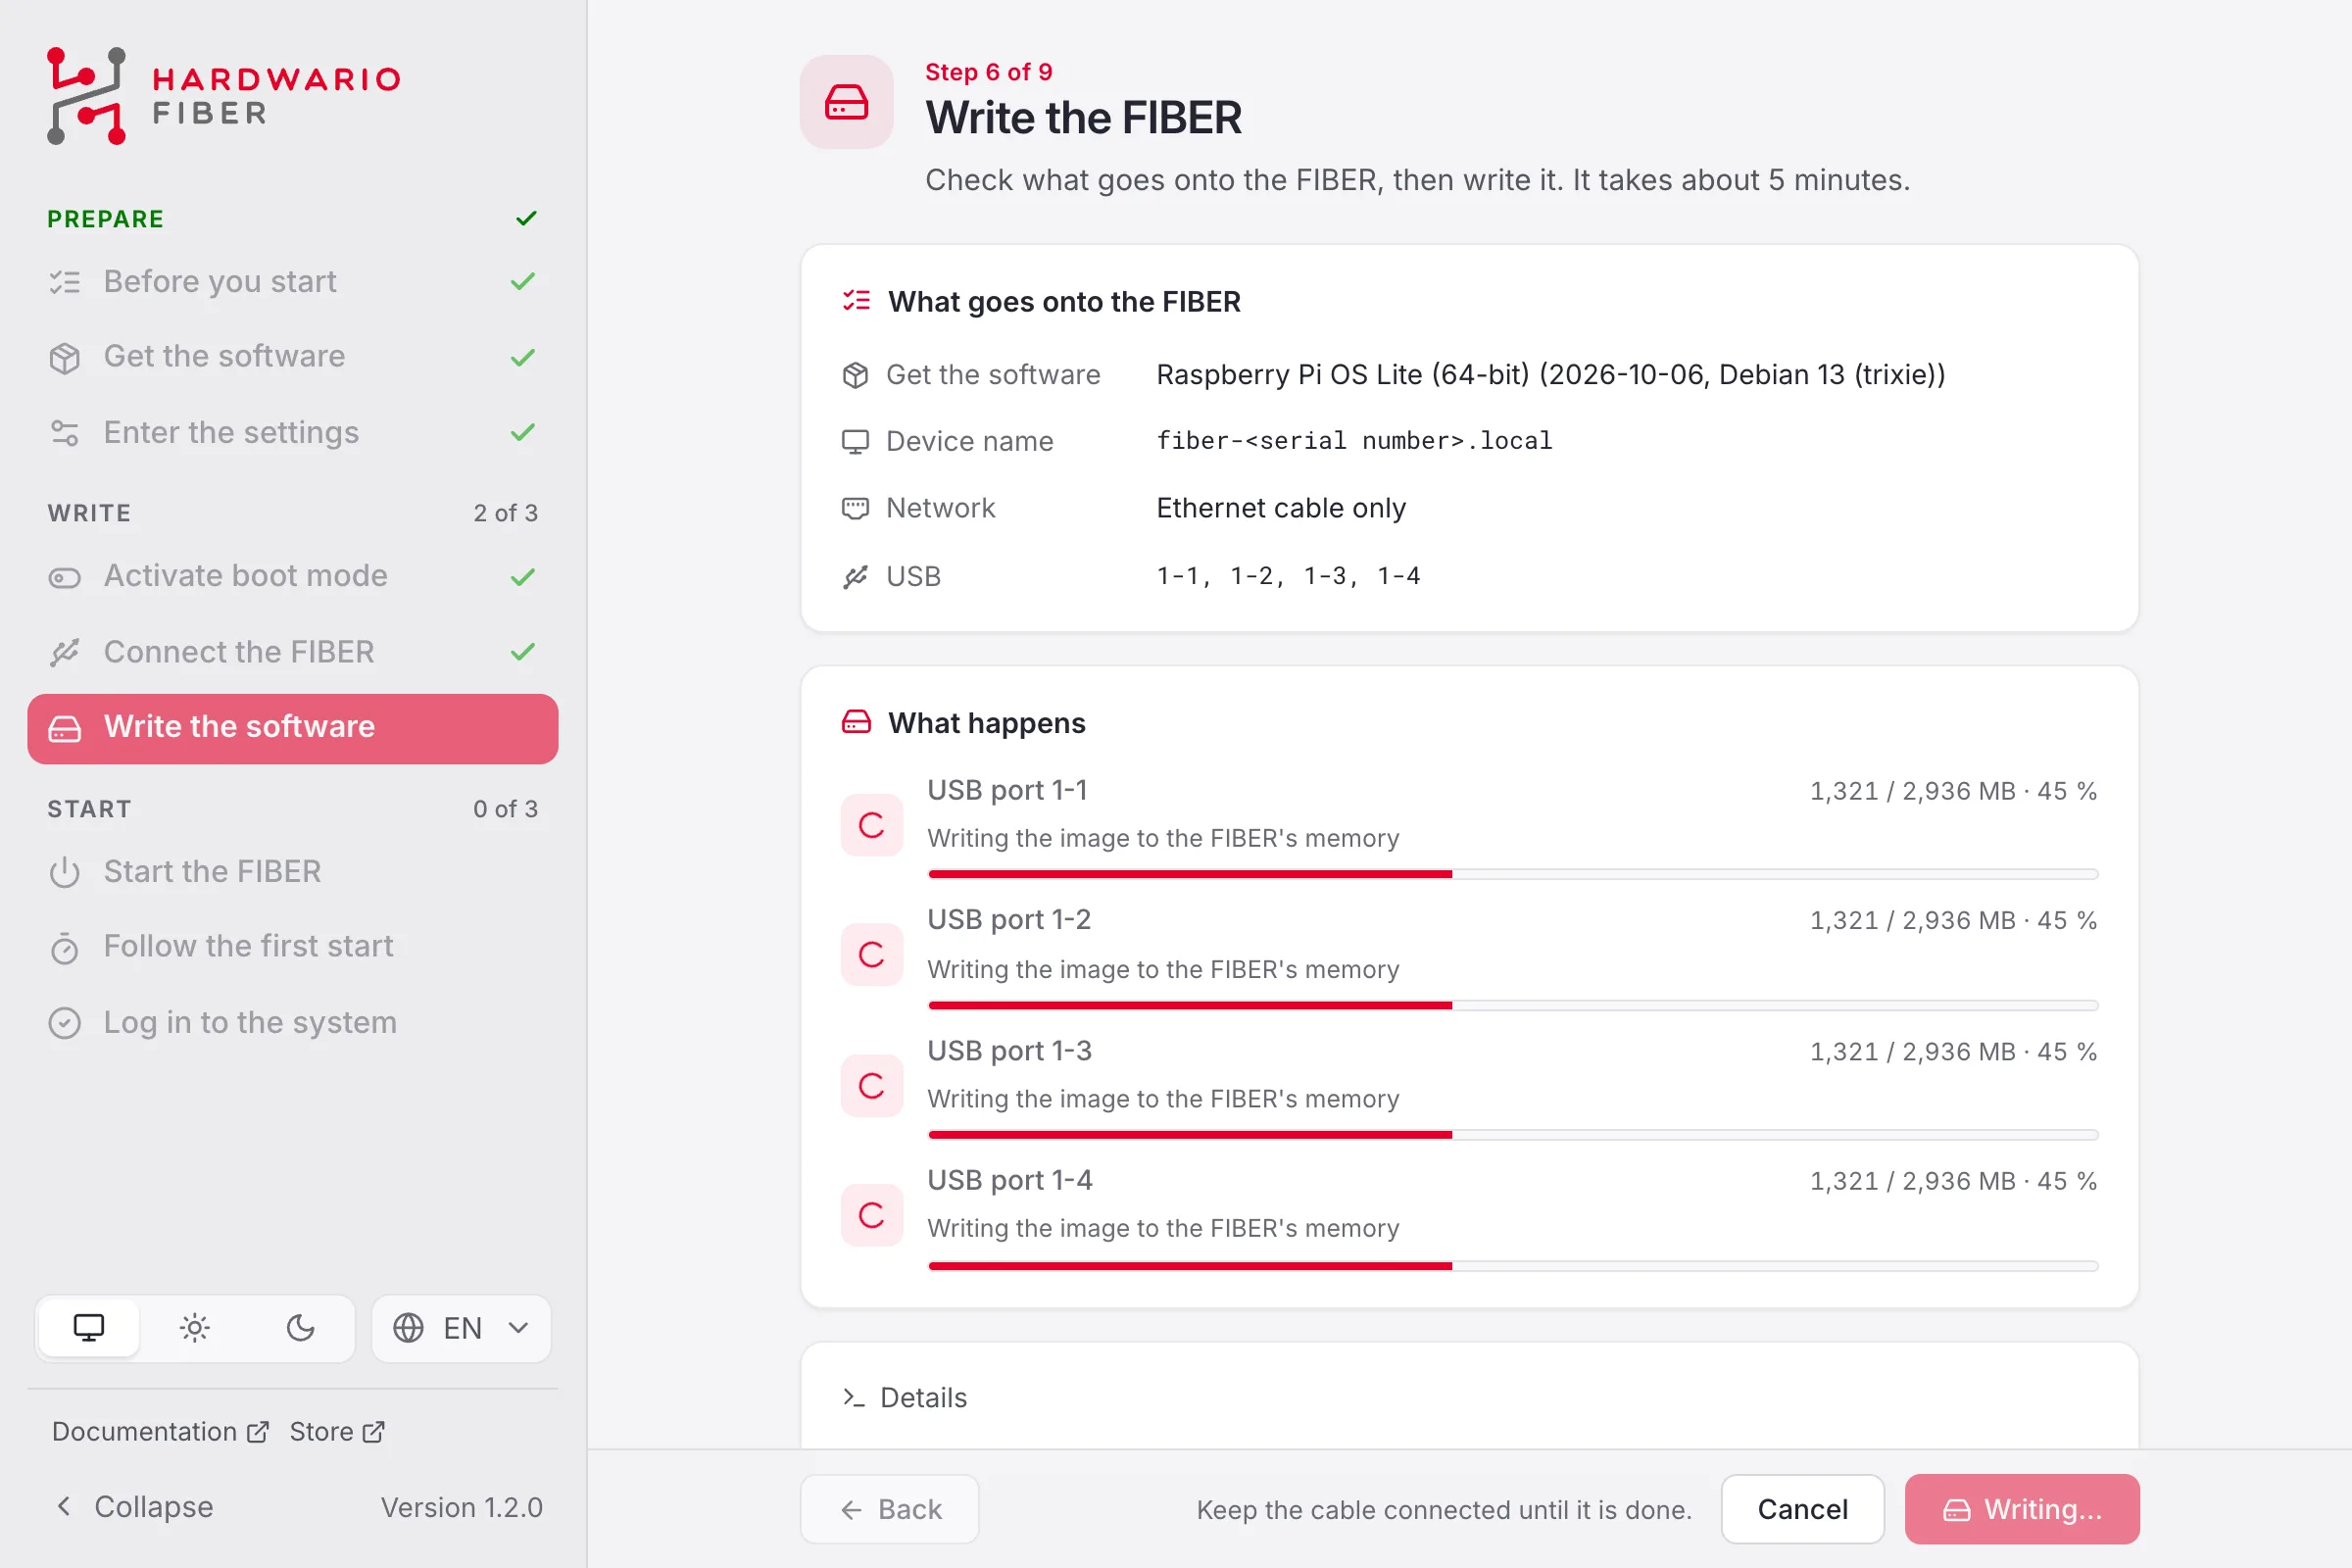 HARDWARIO
FIBER
PREPARE
Before you start
Get the software
Enter the settings
WRITE 2 of 3
Activate boot mode
Connect the FIBER
Write the software
START 0 of 3
Start the FIBER
Follow the first start
Log in to the system
EN
Documentation Store
Collapse Version 1.2.0
Step 6 of 9
Write the FIBER
Check what goes onto the FIBER, then write it. It takes about 5 minutes.
What goes onto the FIBER
Get the software Raspberry Pi OS Lite (64-bit) (2026-10-06, Debian 13 (trixie))
Device name fiber-<serial number>.local
Network Ethernet cable only
USB 1-1, 1-2, 1-3, 1-4
What happens
USB port 1-1 1,321 / 2,936 MB · 45 %
Writing the image to the FIBER's memory
USB port 1-2 1,321 / 2,936 MB · 45 %
Writing the image to the FIBER's memory
USB port 1-3 1,321 / 2,936 MB · 45 %
Writing the image to the FIBER's memory
USB port 1-4 1,321 / 2,936 MB · 45 %
Writing the image to the FIBER's memory
Details
Back Keep the cable connected until it is done. Cancel Writing...